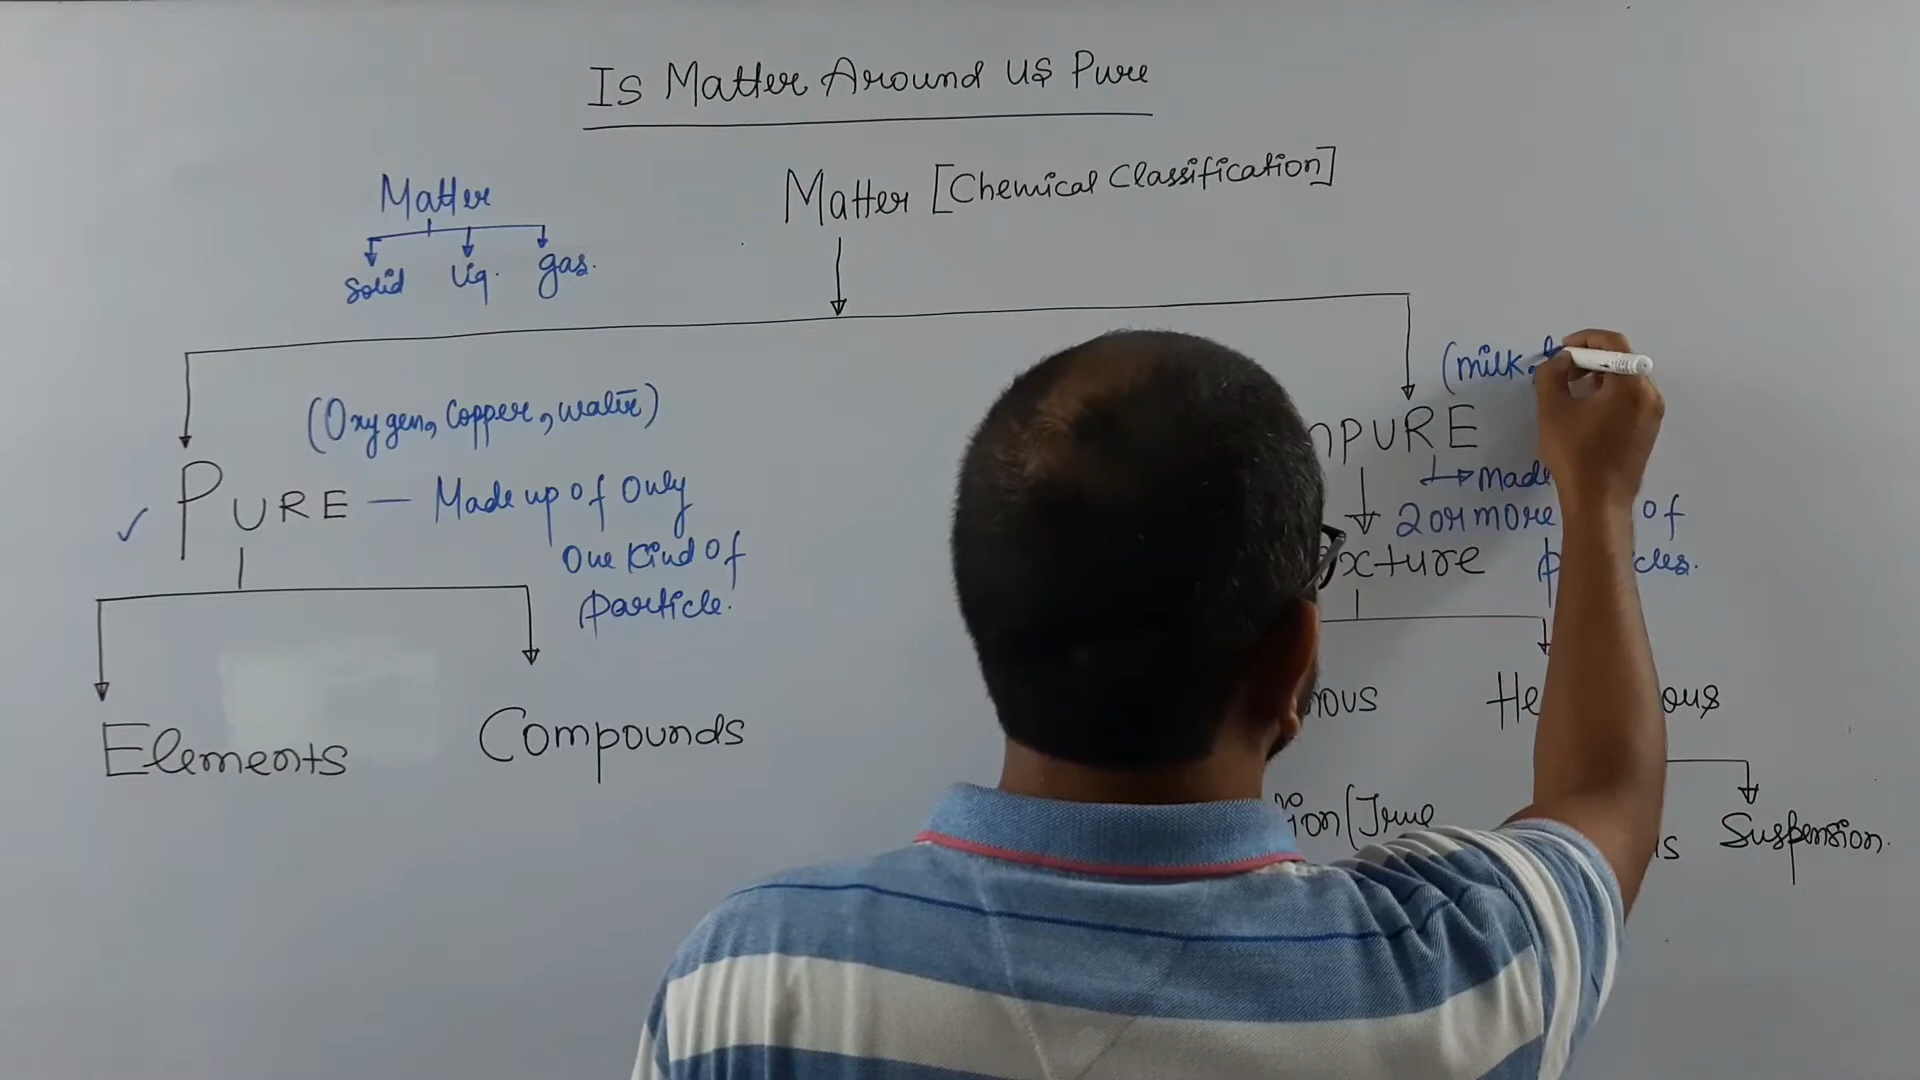 Is Matter Around us Pure
Matter [Chemical Classification]
Matter
Solid Liq. gas.
(milk,
(Oxygen, Copper, water)
PURE
✓ PURE — Made up of Only
One Kind of
particle.
made
2 or more of
Elements Compounds
(True
Suspension.